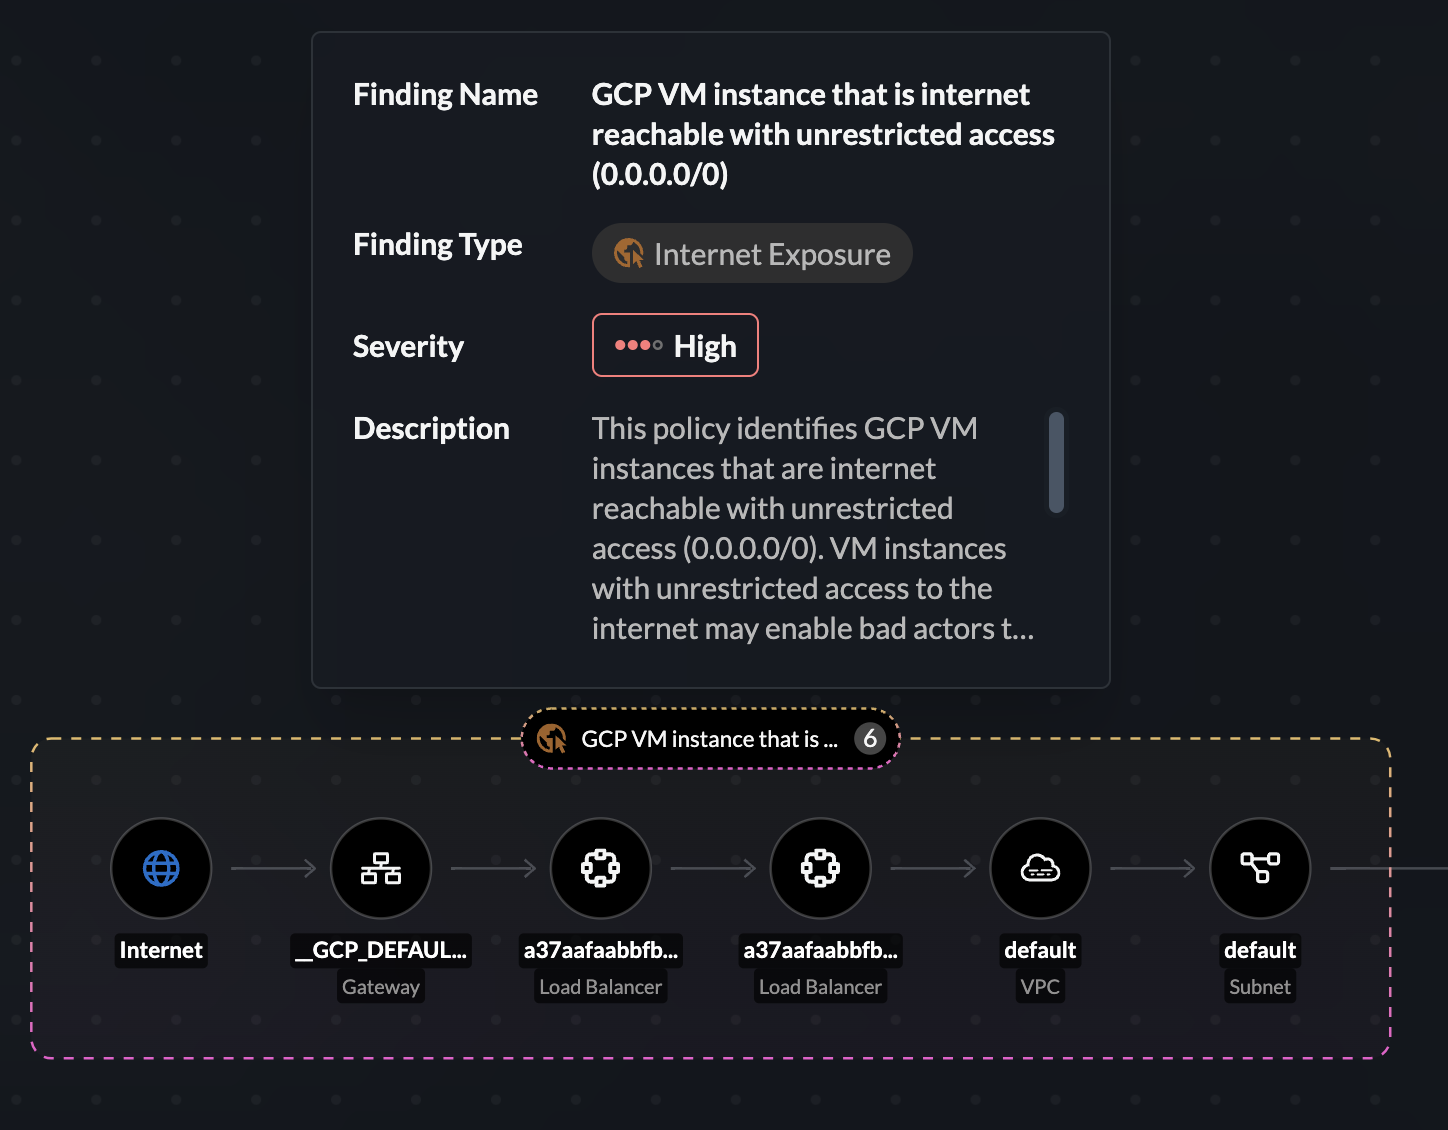 Finding Name
GCP VM instance that is internet
reachable with unrestricted access
(0.0.0.0/0)
Finding Type
Internet Exposure
Severity
High
Description
This policy identifies GCP VM
instances that are internet
reachable with unrestricted
access (0.0.0.0/0). VM instances
with unrestricted access to the
internet may enable bad actors t...
GCP VM instance that is ... 6
Internet
__GCP_DEFAUL...
Gateway
a37aafaabbfb...
Load Balancer
a37aafaabbfb...
Load Balancer
default
VPC
default
Subnet